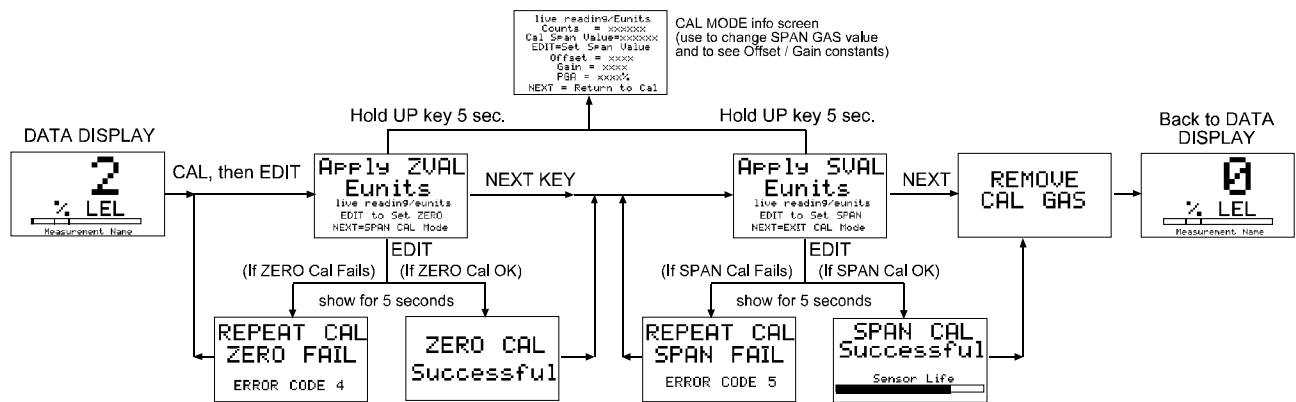 live reading/Eunits
Counts = xxxxxx
Cal Span Value=xxxxxx
EDIT=Set Span Value
Offset = xxxx
Gain = xxxx
PGA = xxxx%
NEXT = Return to Cal
CAL MODE info screen
(use to change SPAN GAS value
and to see Offset / Gain constants)
Hold UP key 5 sec.
Hold UP key 5 sec.
DATA DISPLAY
2
% LEL
Measurement Name
CAL, then EDIT
Apply ZVAL
Eunits
live reading/eunits
EDIT to Set ZERO
NEXT=SPAN CAL Mode
NEXT KEY
Apply SVAL
Eunits
live reading/eunits
EDIT to Set SPAN
NEXT=EXIT CAL Mode
NEXT
REMOVE
CAL GAS
Back to DATA
DISPLAY
0
% LEL
Measurement Name
EDIT
(If ZERO Cal Fails)
(If ZERO Cal OK)
show for 5 seconds
REPEAT CAL
ZERO FAIL
ERROR CODE 4
ZERO CAL
Successful
EDIT
(If SPAN Cal Fails)
(If SPAN Cal OK)
show for 5 seconds
REPEAT CAL
SPAN FAIL
ERROR CODE 5
SPAN CAL
Successful
Sensor Life